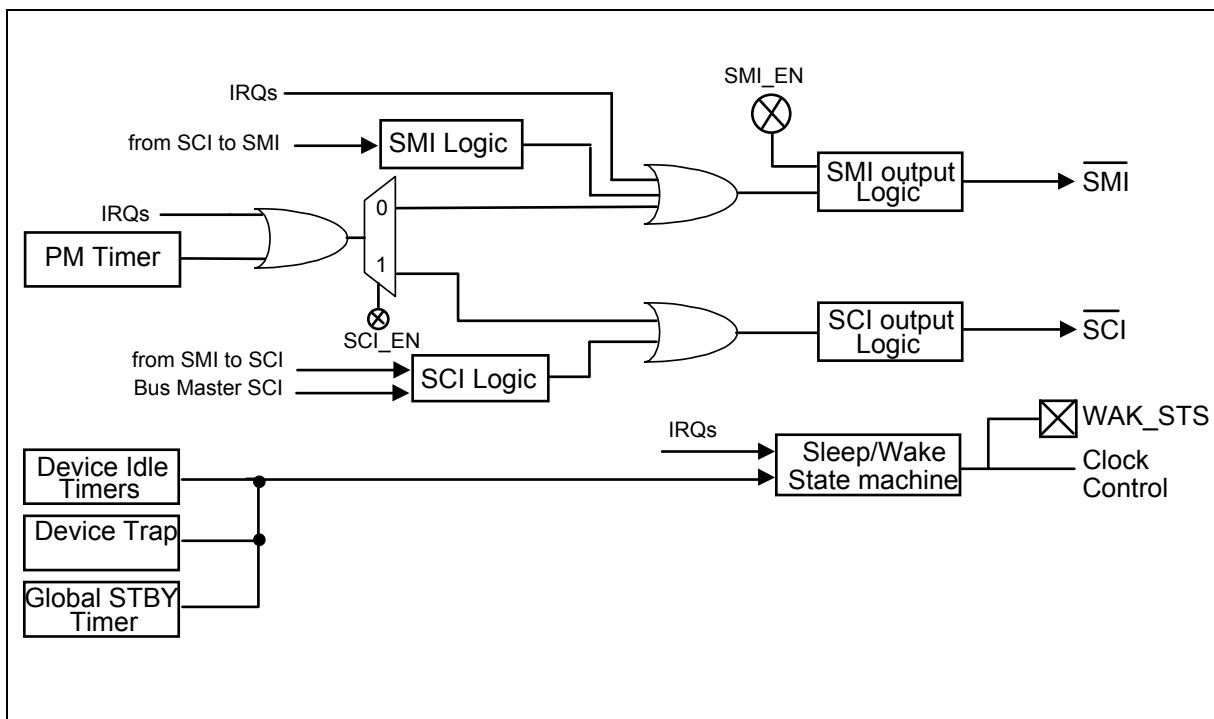 SMI_EN
IRQs
from SCI to SMI
SMI Logic
SMI output
Logic
SMI
IRQs
0
PM Timer
1
SCI_EN
SCI output
Logic
SCI
from SMI to SCI
Bus Master SCI
SCI Logic
IRQs
WAK_STS
Device Idle
Timers
Sleep/Wake
State machine
Clock
Control
Device Trap
Global STBY
Timer